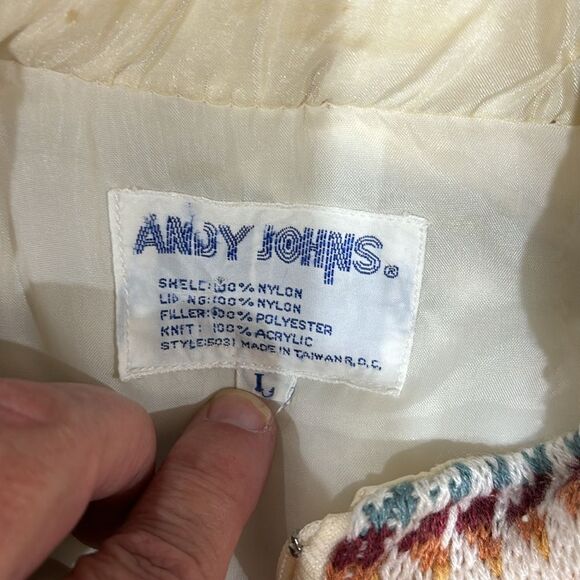 ANDY JOHNS®
SHELL: 100% NYLON
LINING: 100% NYLON
FILLER: 100% POLYESTER
KNIT: 100% ACRYLIC
STYLE: 5031 MADE IN TAIWAN R.O.C.
L